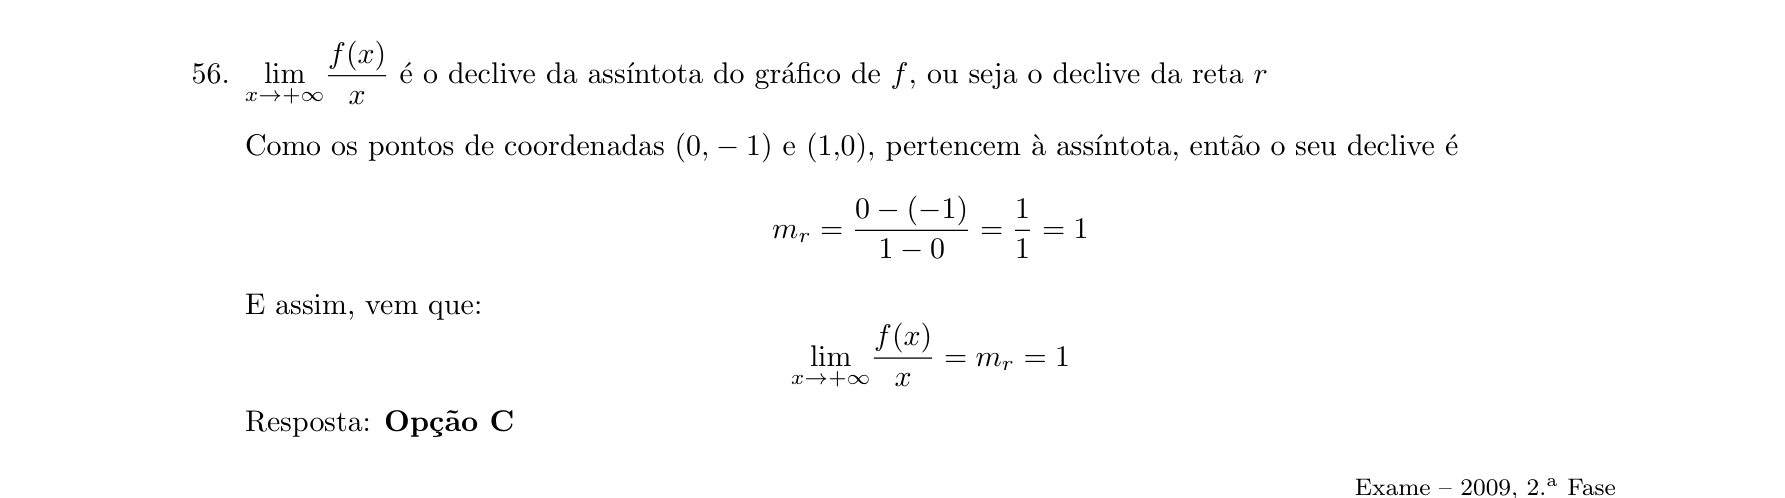 56. lim x→+∞ f(x)/x é o declive da assíntota do gráfico de f, ou seja o declive da reta r
Como os pontos de coordenadas (0, − 1) e (1,0), pertencem à assíntota, então o seu declive é
m_r = (0 − (−1))/(1 − 0) = 1/1 = 1
E assim, vem que:
lim x→+∞ f(x)/x = m_r = 1
Resposta: Opção C
Exame – 2009, 2.ª Fase